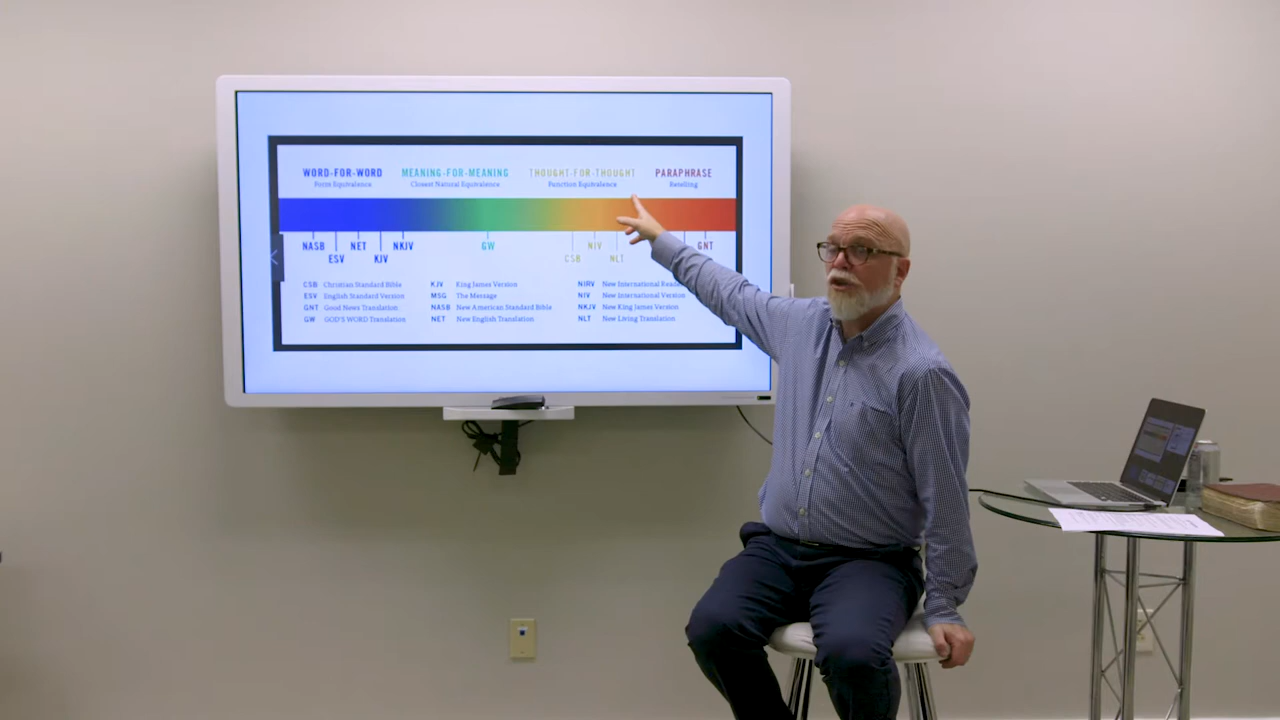 WORD-FOR-WORD MEANING-FOR-MEANING THOUGHT-FOR-THOUGHT PARAPHRASE
Form Equivalence Closest Natural Equivalence Function Equivalence Retelling
NASB NET NKJV GW NIV GNT
ESV KJV CSB NLT
CSB Christian Standard Bible KJV King James Version NIRV New International
ESV English Standard Version MSG The Message NIV New International Version
GNT Good News Translation NASB New American Standard Bible NKJV New King James Version
GW GOD'S WORD Translation NET New English Translation NLT New Living Translation